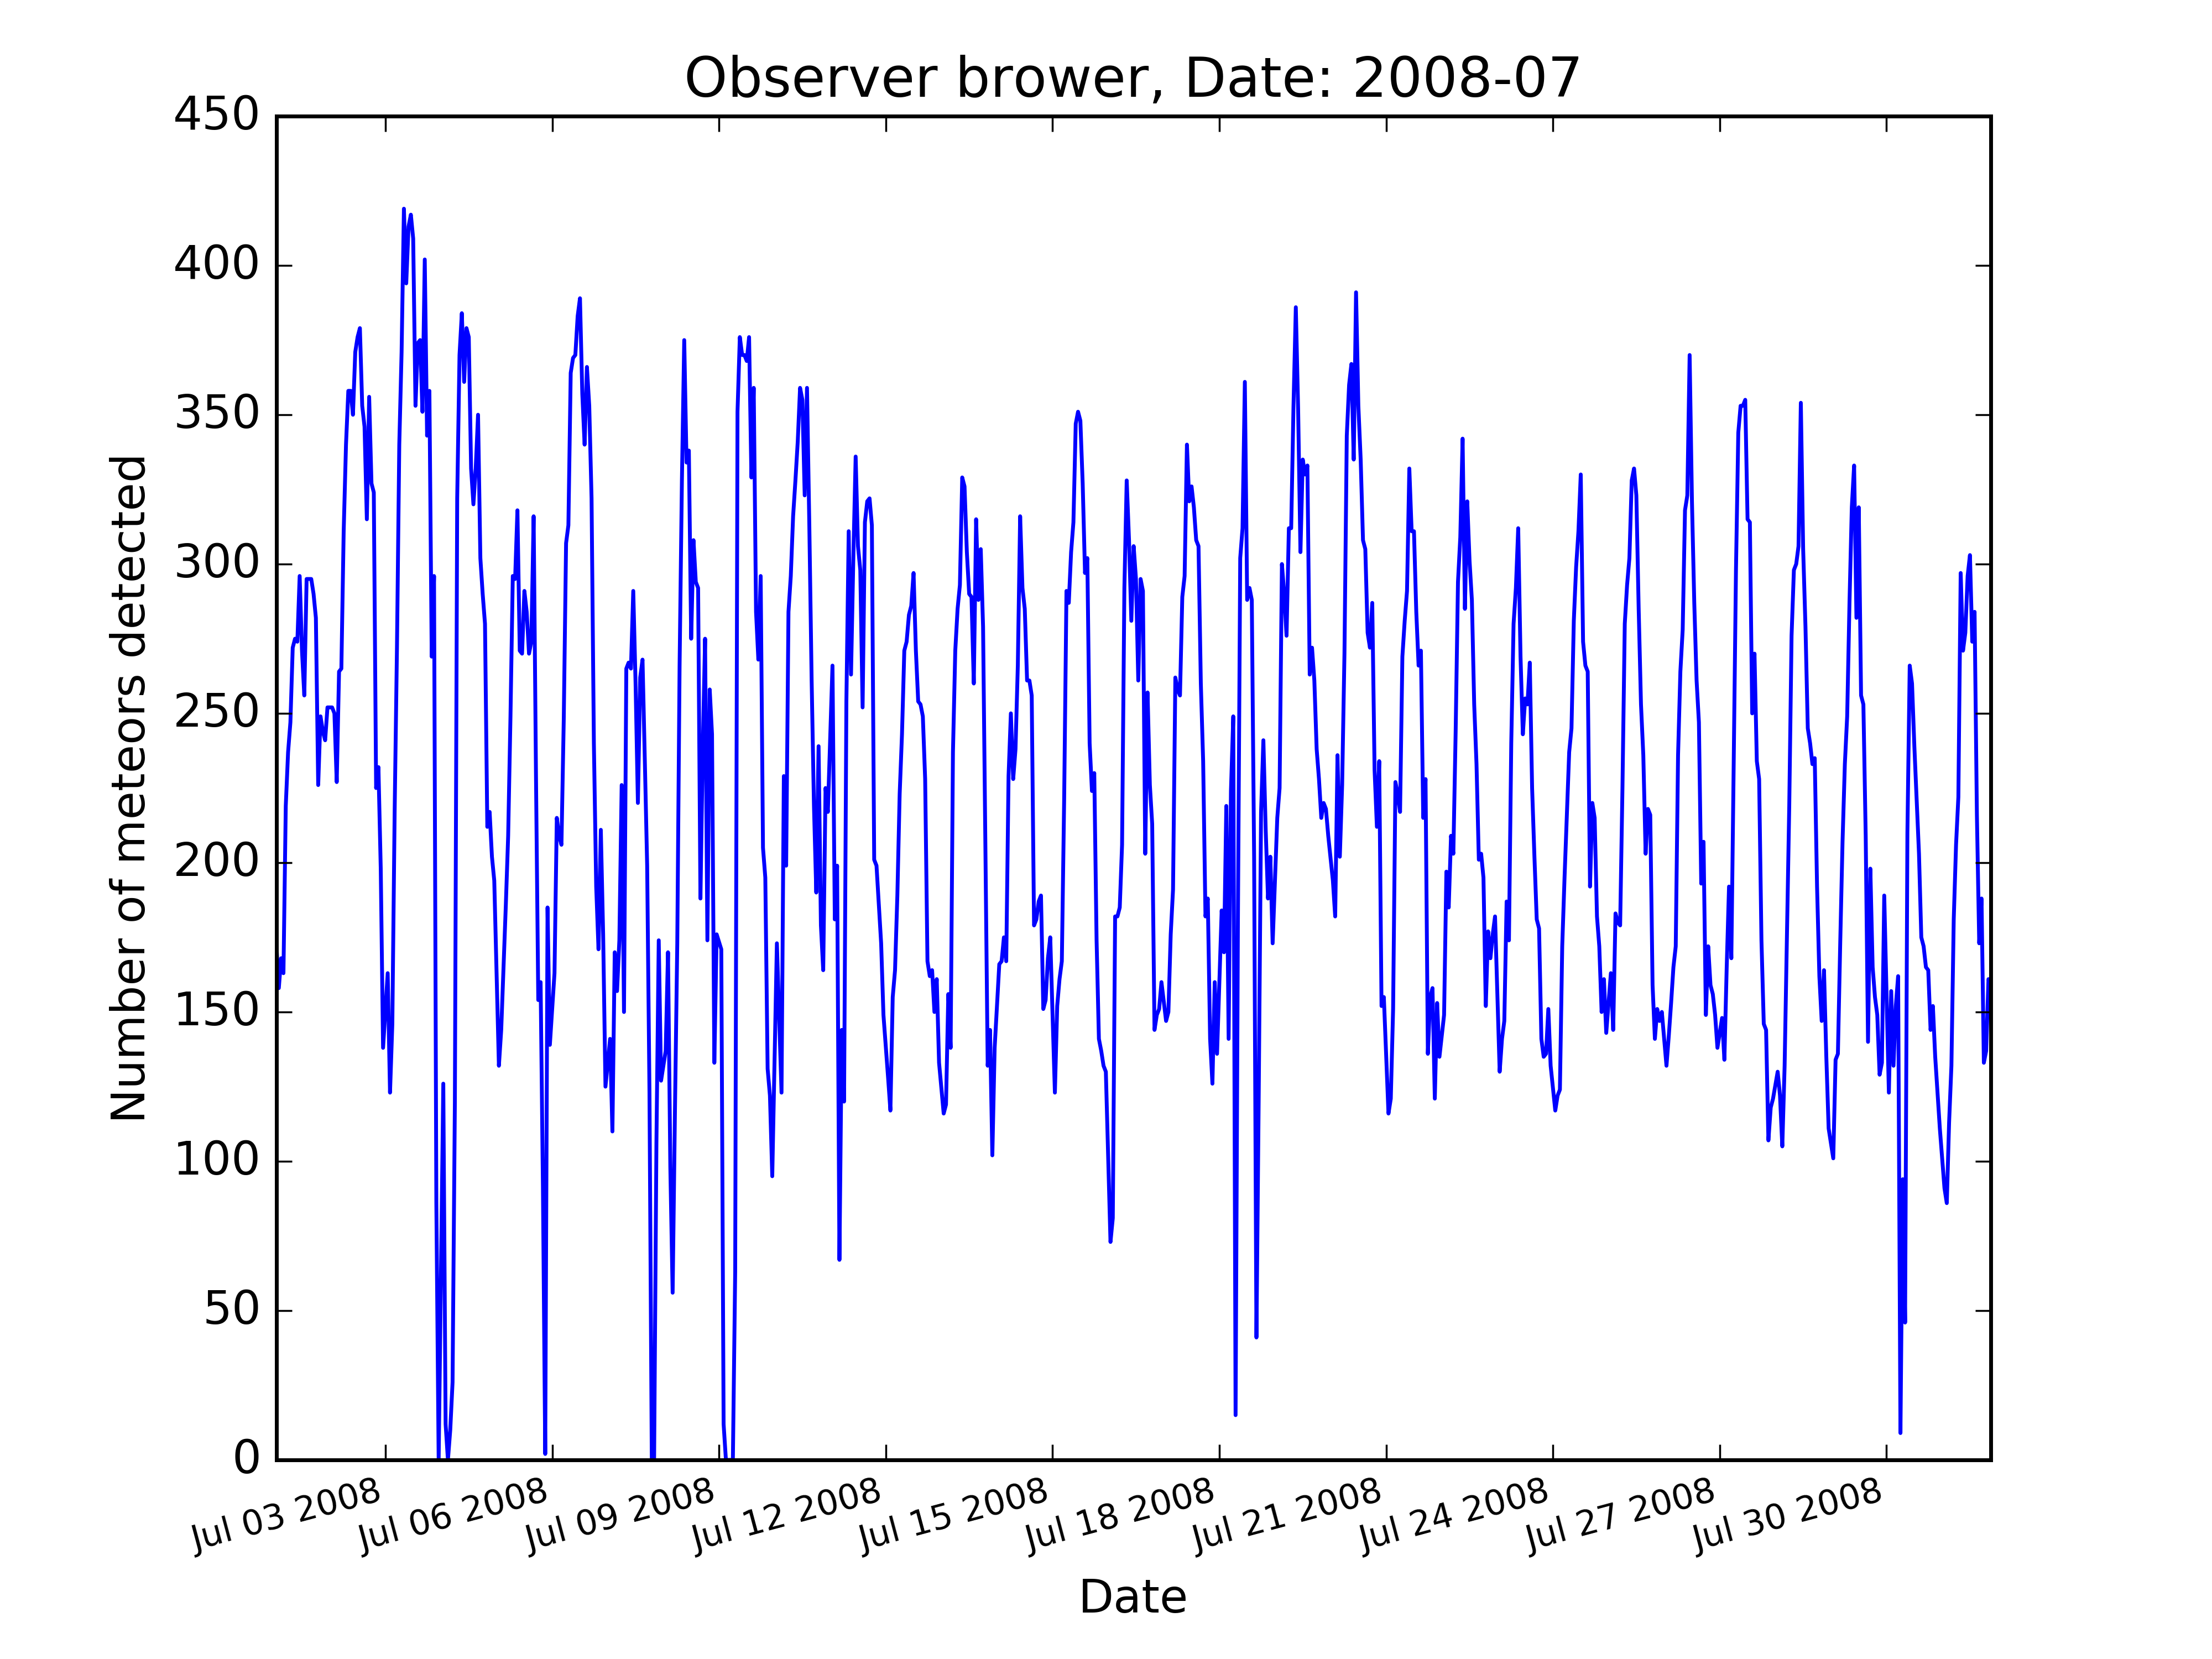 Observer brower, Date: 2008-07
450
400
350
300
250
200
150
100
50
0
Number of meteors detected
Jul 03 2008
Jul 06 2008
Jul 09 2008
Jul 12 2008
Jul 15 2008
Jul 18 2008
Jul 21 2008
Jul 24 2008
Jul 27 2008
Jul 30 2008
Date